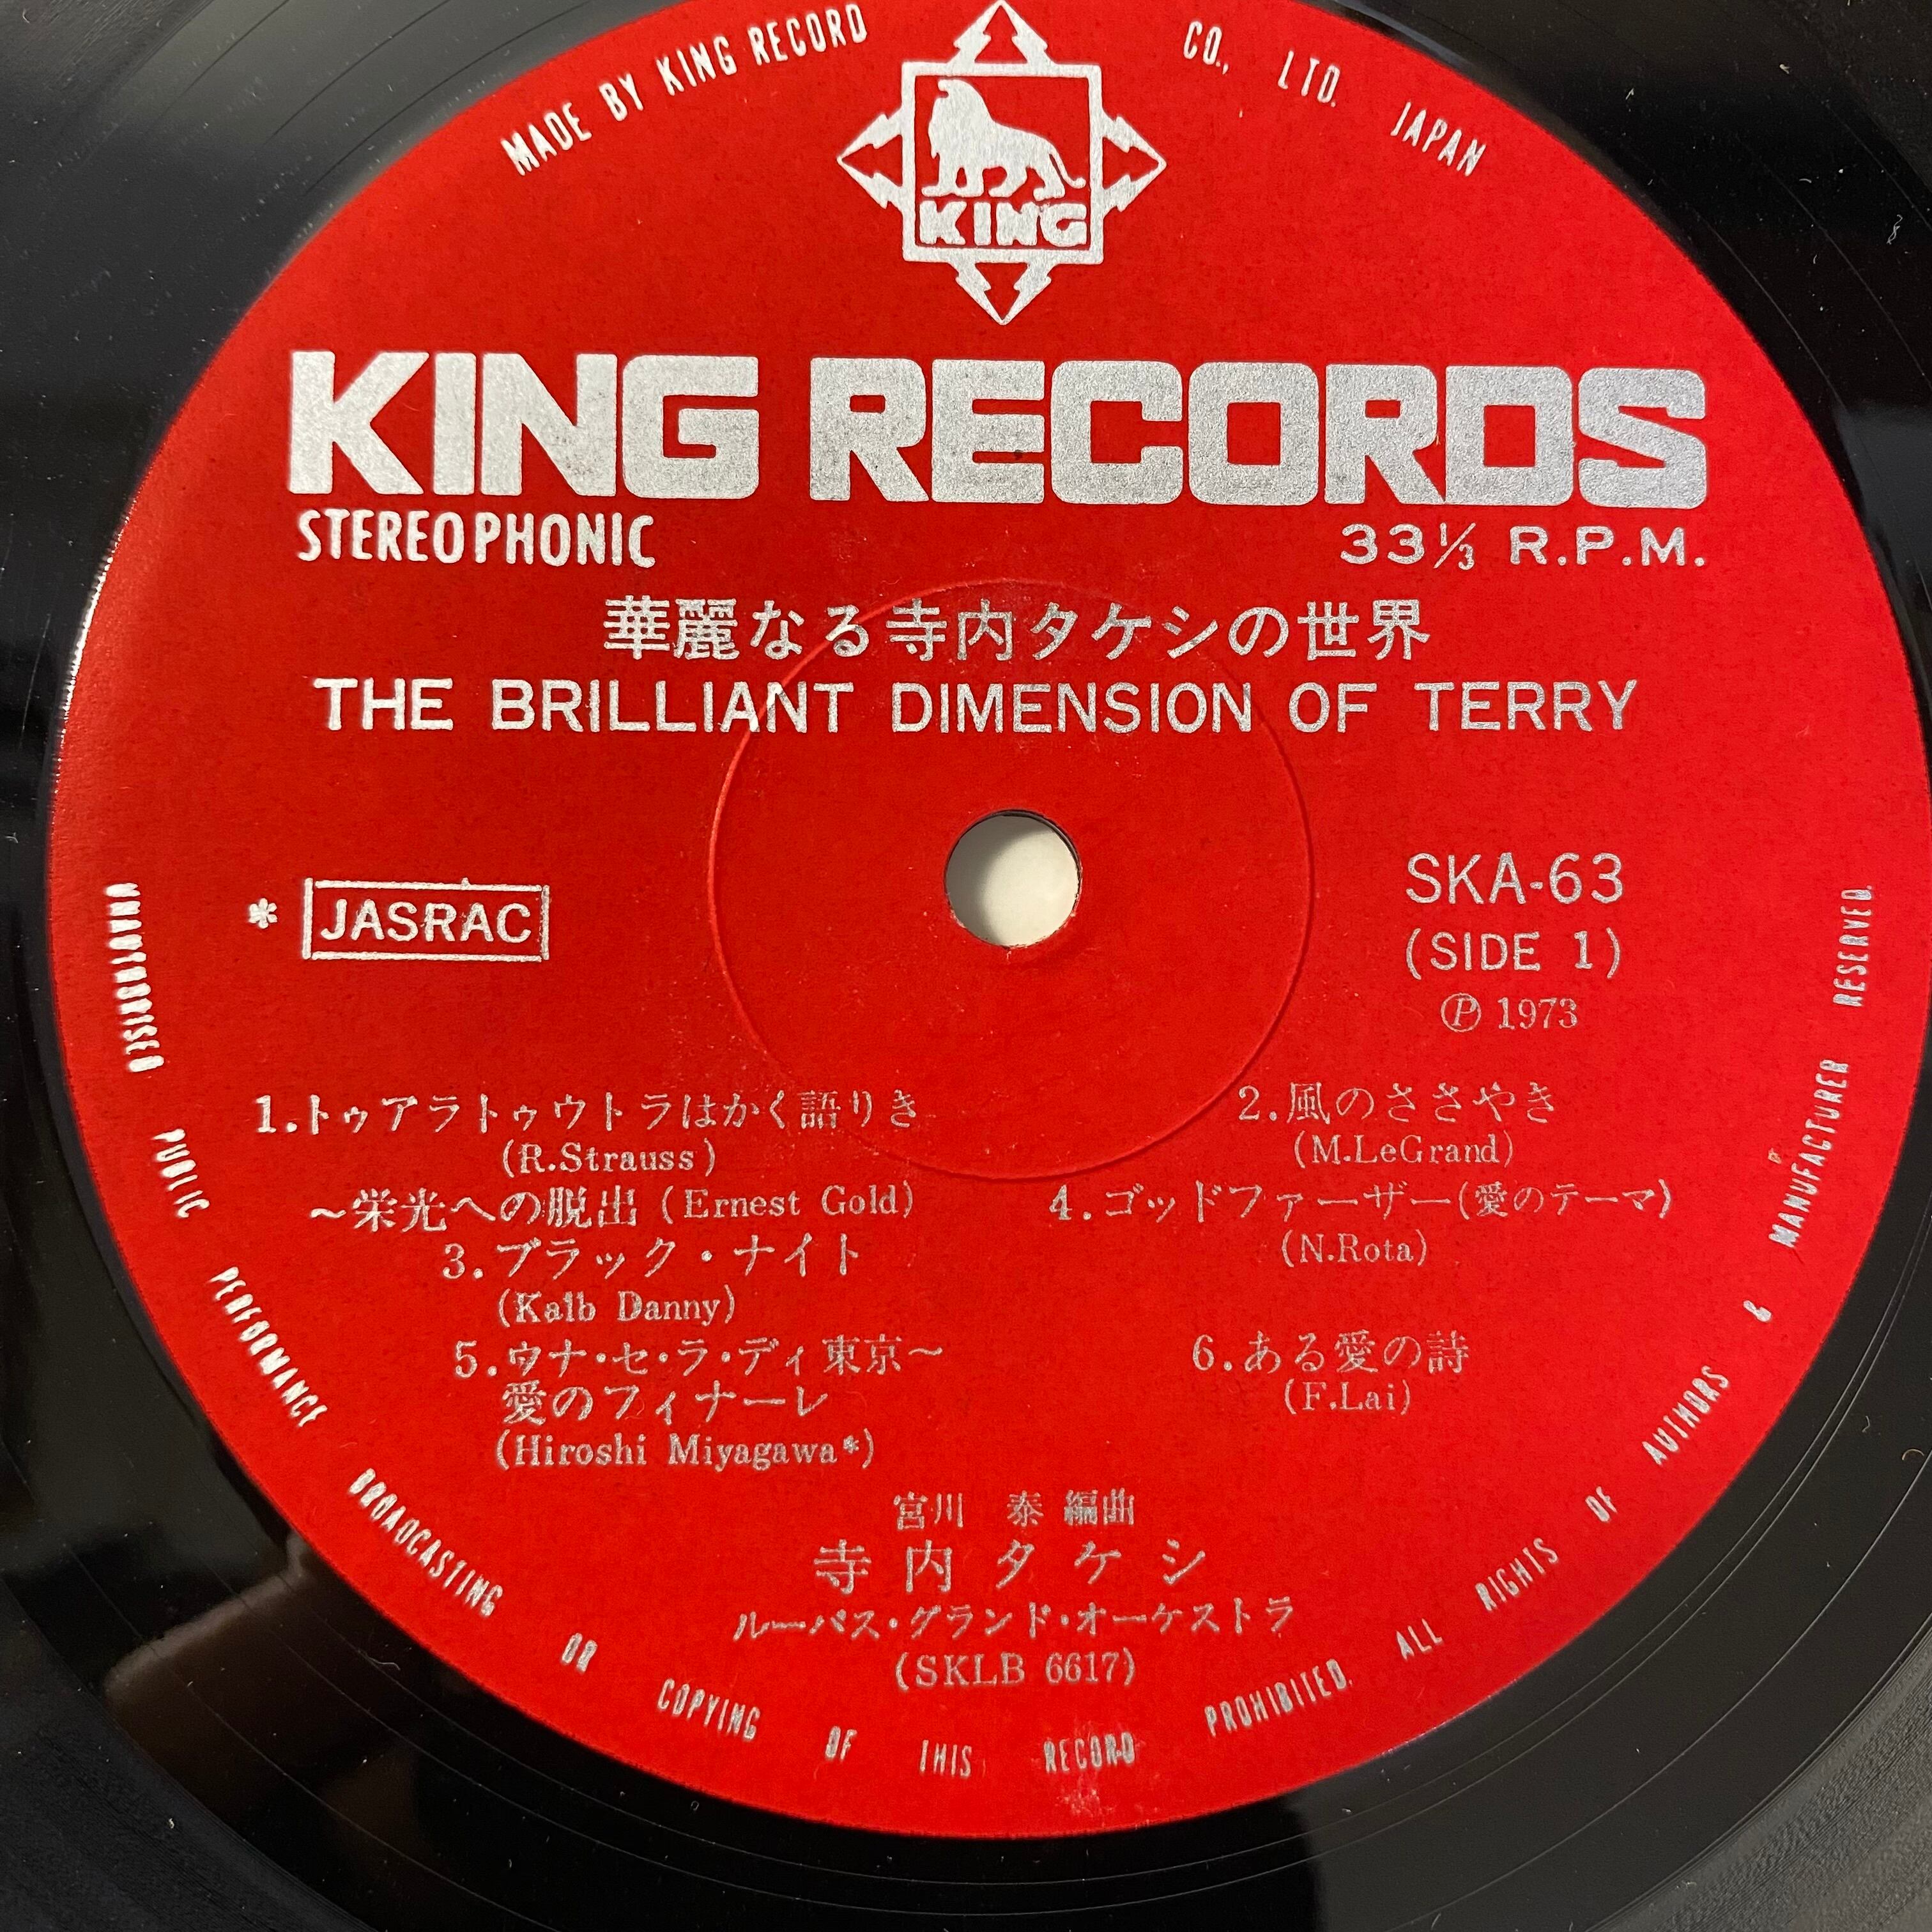 MADE BY KING RECORD CO., LTD. JAPAN
KING
KING RECORDS
STEREOPHONIC
33⅓ R.P.M.
華麗なる寺内タケシの世界
THE BRILLIANT DIMENSION OF TERRY
* JASRAC
SKA-63
(SIDE 1)
Ⓟ 1973
1.トゥアラトゥウトラはかく語りき
(R.Strauss)
～栄光への脱出(Ernest Gold)
2.風のささやき
(M.LeGrand)
3.ブラック・ナイト
(Kalb Danny)
4.ゴッドファーザー(愛のテーマ)
(N.Rota)
5.ウナ・セ・ラ・ディ東京～
愛のフィナーレ
(Hiroshi Miyagawa*)
6.ある愛の詩
(F.Lai)
宮川 泰 編曲
寺内タケシ
ルーパス・グランド・オーケストラ
(SKLB 6617)
UNAUTHORISED PUBLIC PERFORMANCE BROADCASTING OR COPYING OF THIS RECORD PROHIBITED. ALL RIGHTS OF AUTHORS & MANUFACTURER RESERVED.